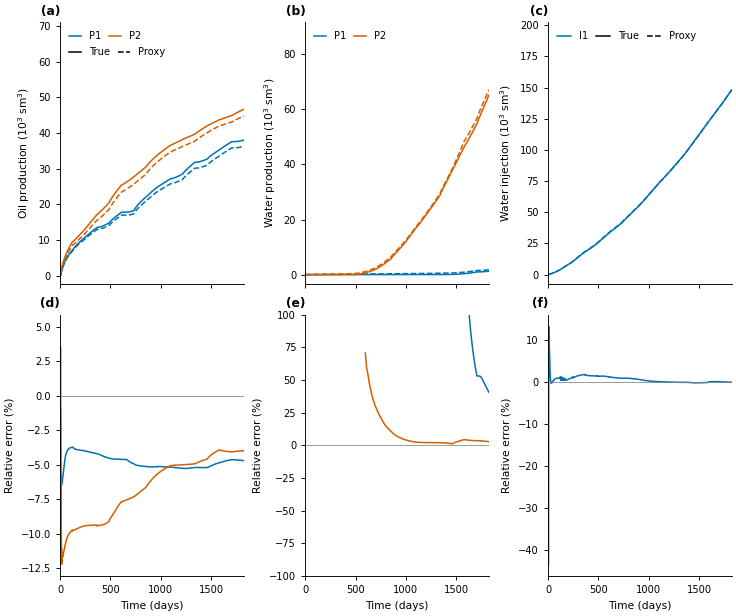 (a)
Oil production (10³ sm³)
70
60
50
40
30
20
10
0
P1 P2
True Proxy
(b)
Water production (10³ sm³)
80
60
40
20
0
P1 P2
(c)
Water injection (10³ sm³)
200
175
150
125
100
75
50
25
0
I1 True Proxy
(d)
Relative error (%)
5.0
2.5
0.0
−2.5
−5.0
−7.5
−10.0
−12.5
0 500 1000 1500
Time (days)
(e)
Relative error (%)
100
75
50
25
0
−25
−50
−75
−100
0 500 1000 1500
Time (days)
(f)
Relative error (%)
10
0
−10
−20
−30
−40
0 500 1000 1500
Time (days)